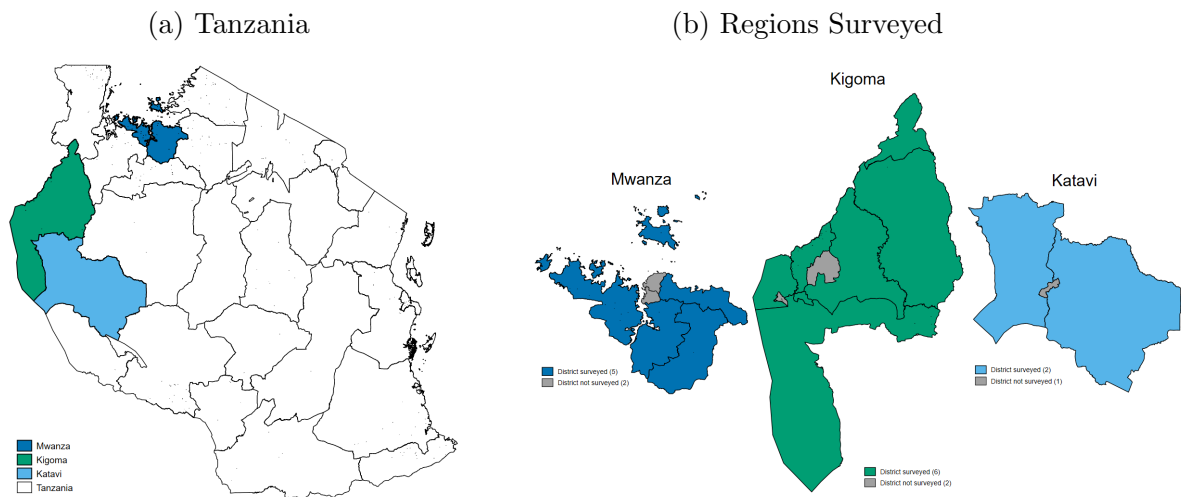 (a) Tanzania
Mwanza
Kigoma
Katavi
Tanzania
(b) Regions Surveyed
Mwanza
District surveyed (5)
District not surveyed (2)
Kigoma
District surveyed (6)
District not surveyed (2)
Katavi
District surveyed (2)
District not surveyed (1)